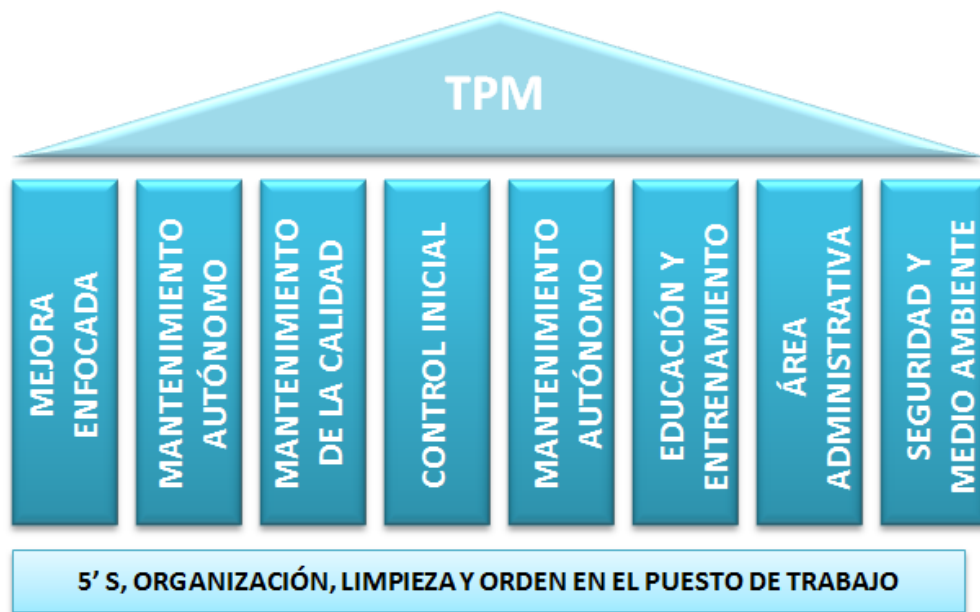 TPM
MEJORA
ENFOCADA
MANTENIMIENTO
AUTÓNOMO
MANTENIMIENTO
DE LA CALIDAD
CONTROL INICIAL
MANTENIMIENTO
AUTÓNOMO
EDUCACIÓN Y
ENTRENAMIENTO
ÁREA
ADMINISTRATIVA
SEGURIDAD Y
MEDIO AMBIENTE
5’ S, ORGANIZACIÓN, LIMPIEZA Y ORDEN EN EL PUESTO DE TRABAJO